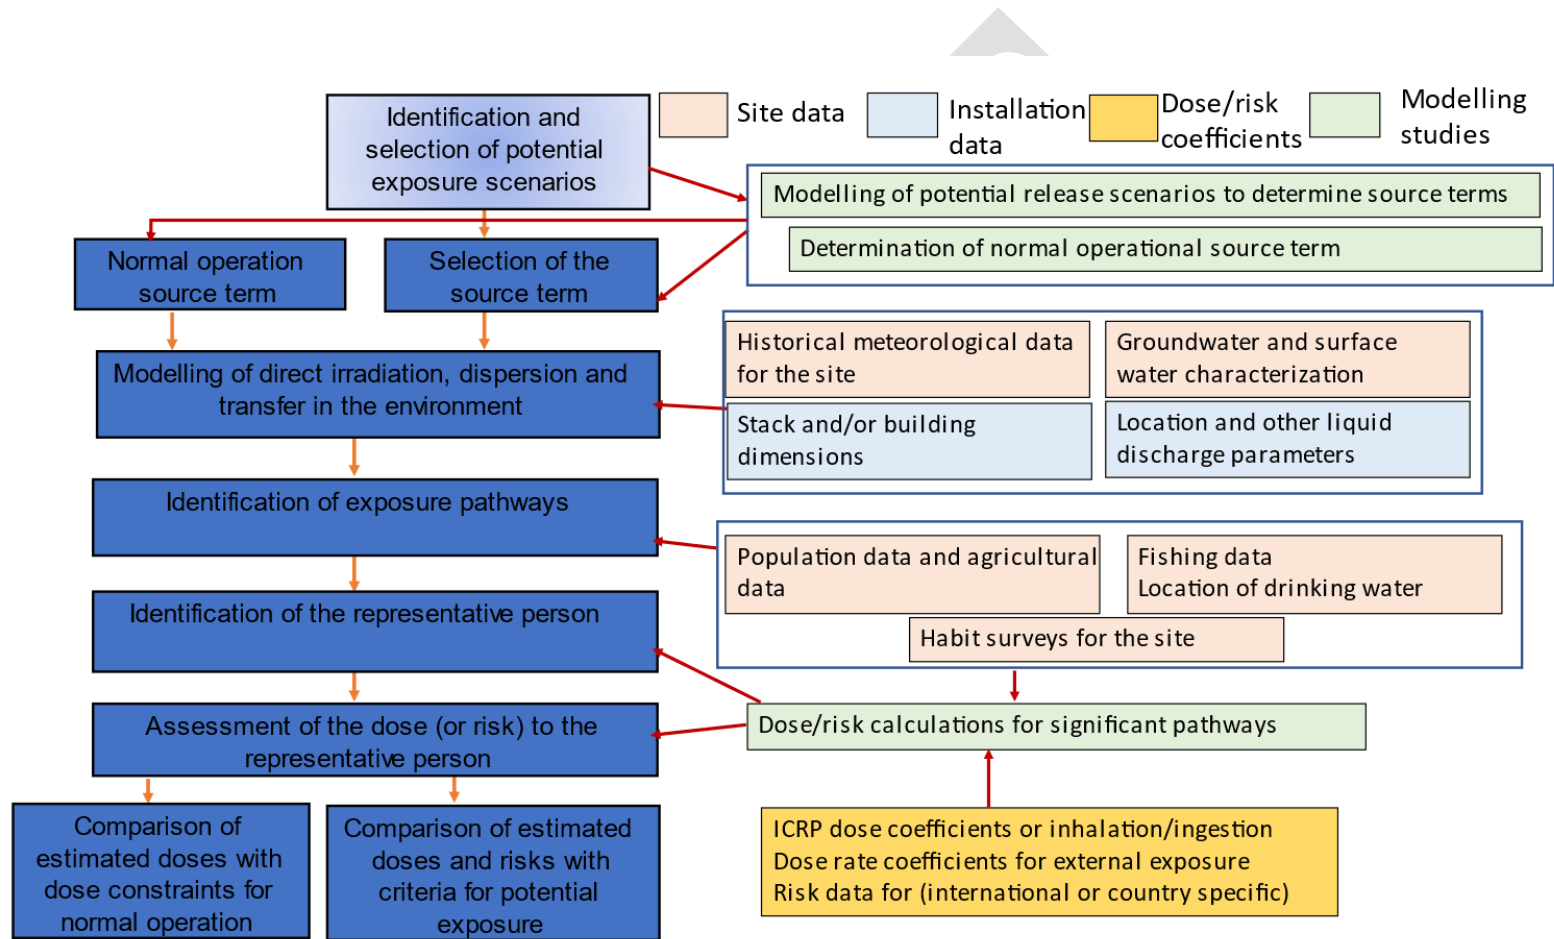 Identification and
selection of potential
exposure scenarios
Site data
Installation
data
Dose/risk
coefficients
Modelling
studies
Modelling of potential release scenarios to determine source terms
Determination of normal operational source term
Normal operation
source term
Selection of the
source term
Historical meteorological data
for the site
Groundwater and surface
water characterization
Modelling of direct irradiation, dispersion and
transfer in the environment
Stack and/or building
dimensions
Location and other liquid
discharge parameters
Identification of exposure pathways
Population data and agricultural
data
Fishing data
Location of drinking water
Habit surveys for the site
Identification of the representative person
Assessment of the dose (or risk) to the
representative person
Dose/risk calculations for significant pathways
Comparison of
estimated doses with
dose constraints for
normal operation
Comparison of estimated
doses and risks with
criteria for potential
exposure
ICRP dose coefficients or inhalation/ingestion
Dose rate coefficients for external exposure
Risk data for (international or country specific)